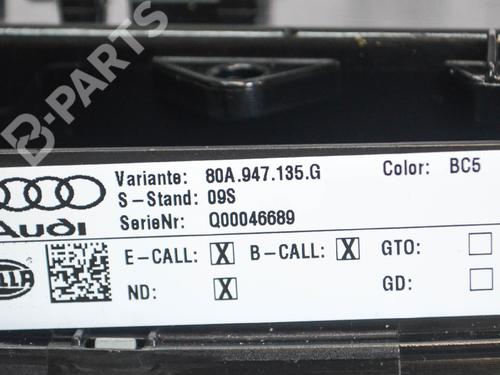 B-PARTS
Variante: 80A.947.135.G Color: BC5
S-Stand: 09S
Audi SerieNr: Q00046689
E-CALL: X B-CALL: X GTO:
HELLA
ND: X GD: